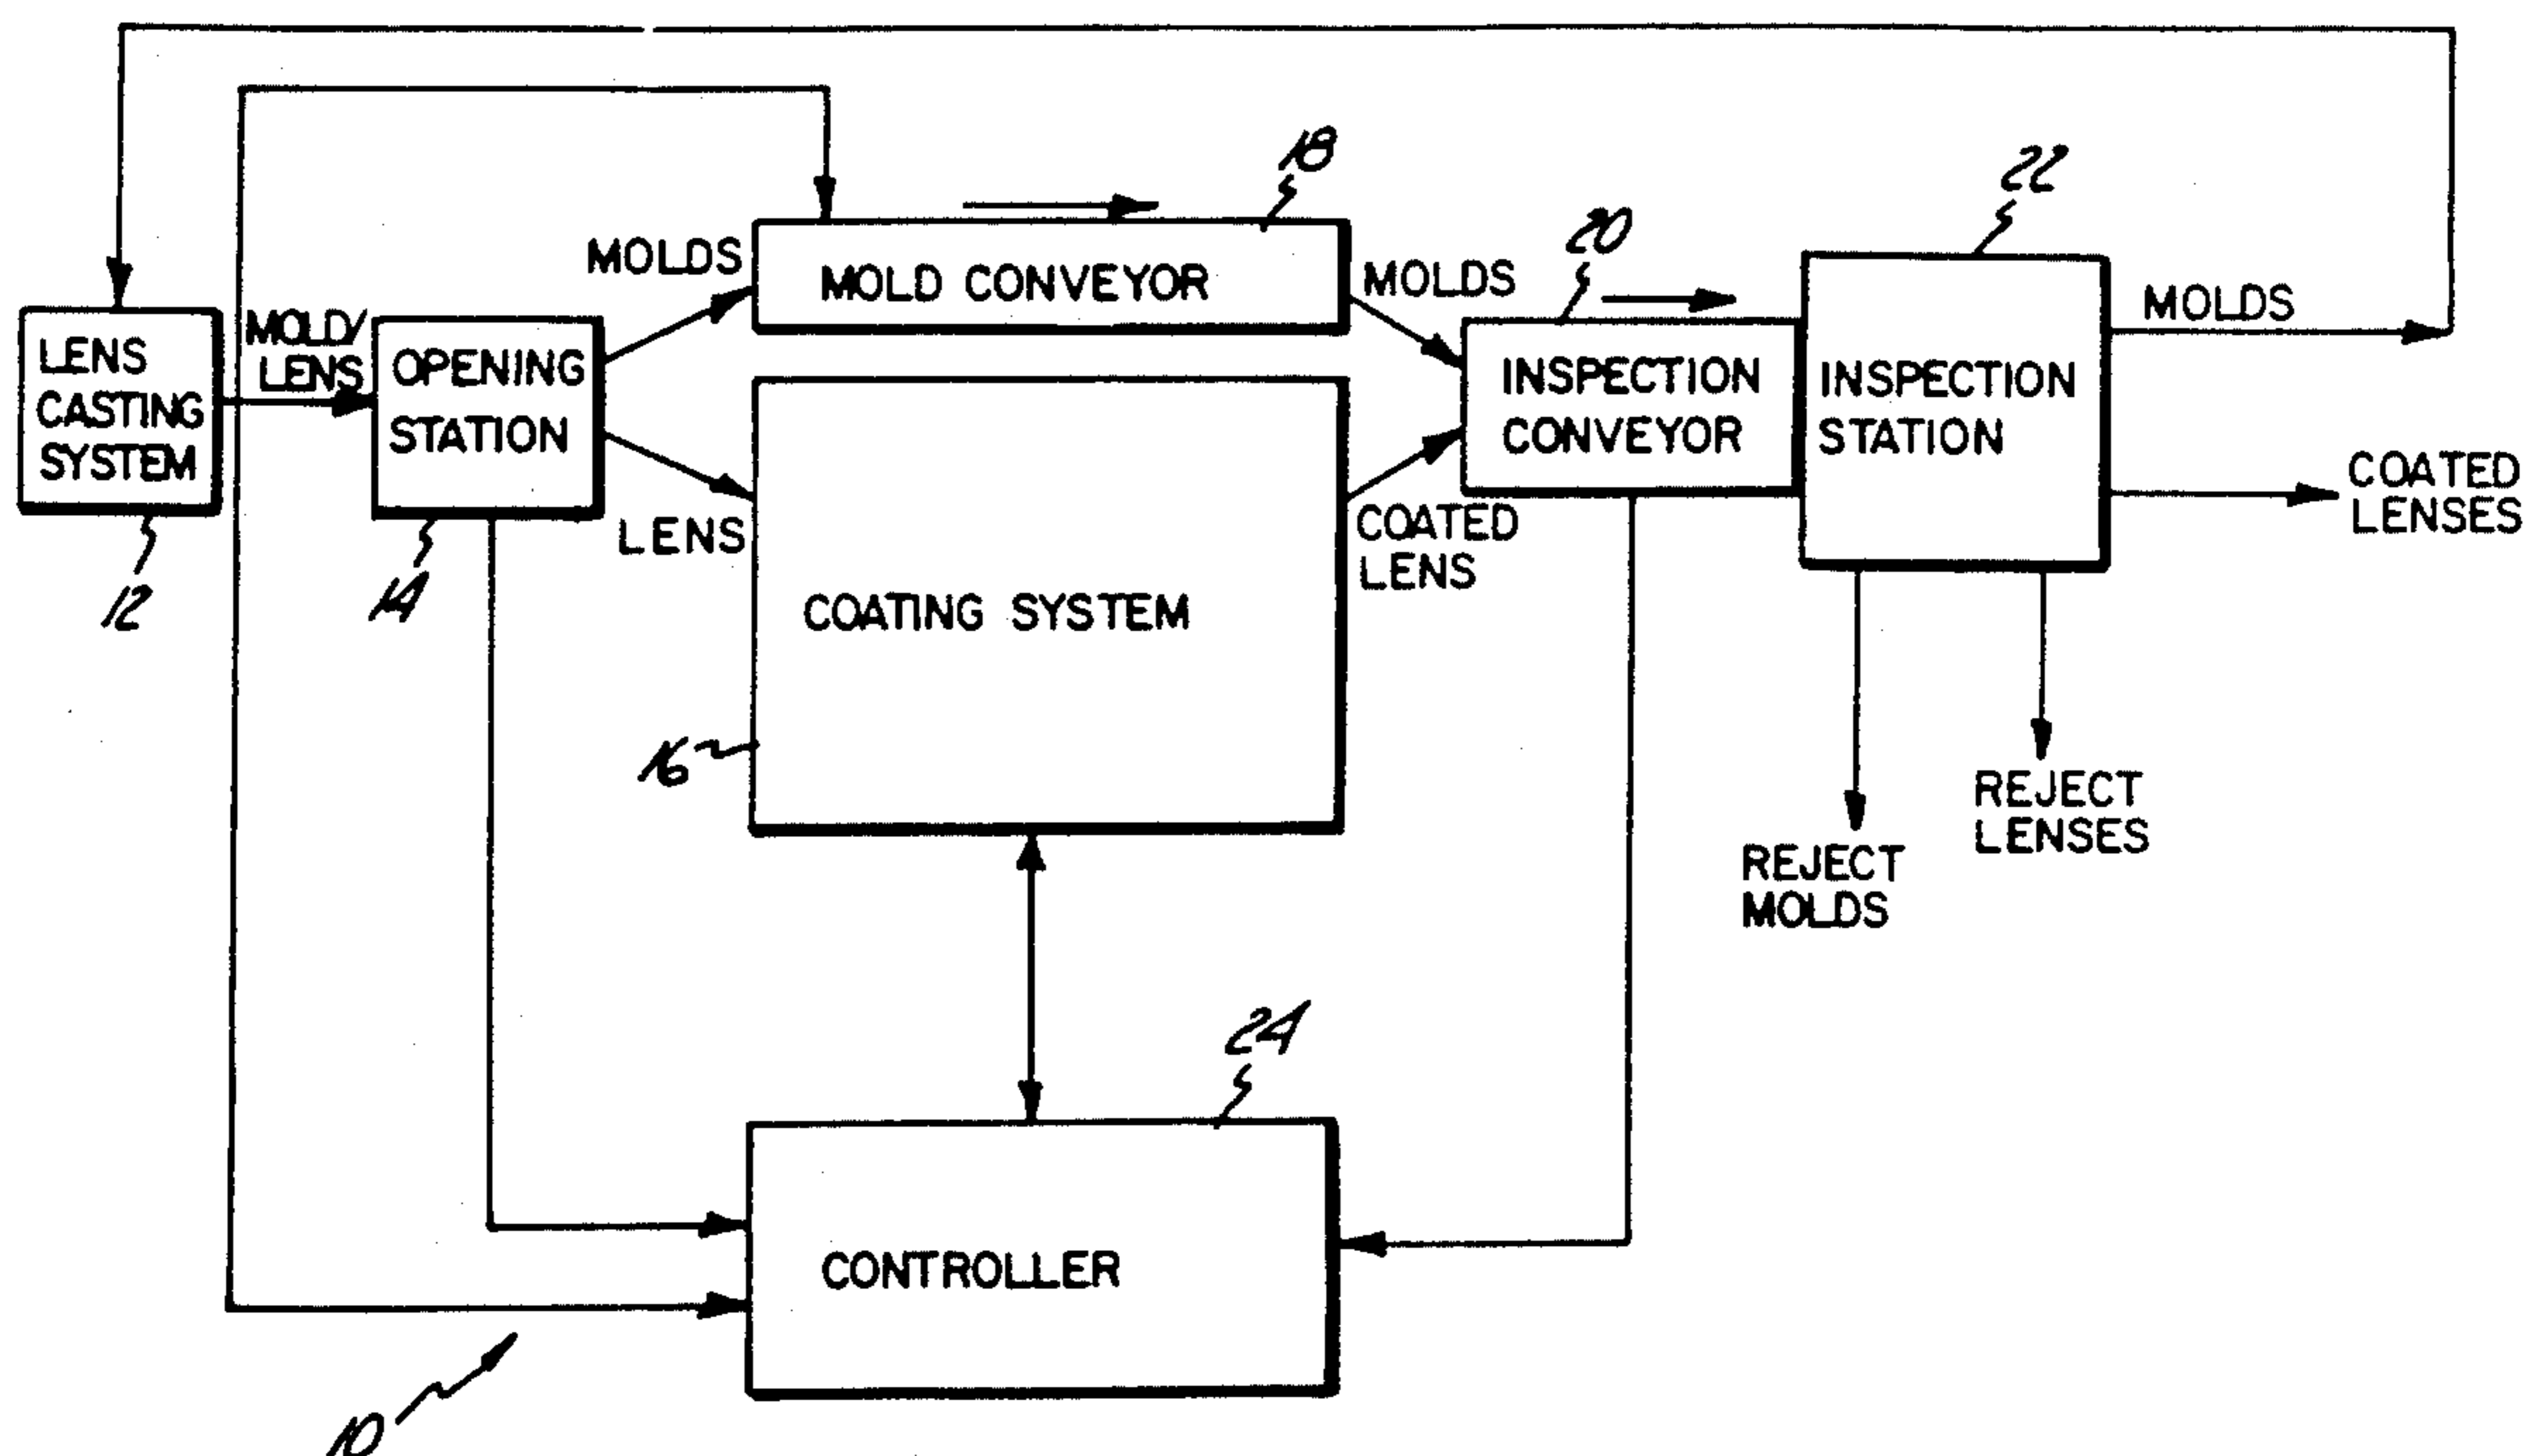 18
22
20
MOLDS
MOLD CONVEYOR
MOLDS
MOLDS
LENS
CASTING
SYSTEM
MOLD/
LENS
OPENING
STATION
INSPECTION
CONVEYOR
INSPECTION
STATION
COATED
LENSES
LENS
COATED
LENS
12
14
COATING SYSTEM
16
REJECT
LENSES
REJECT
MOLDS
24
CONTROLLER
10